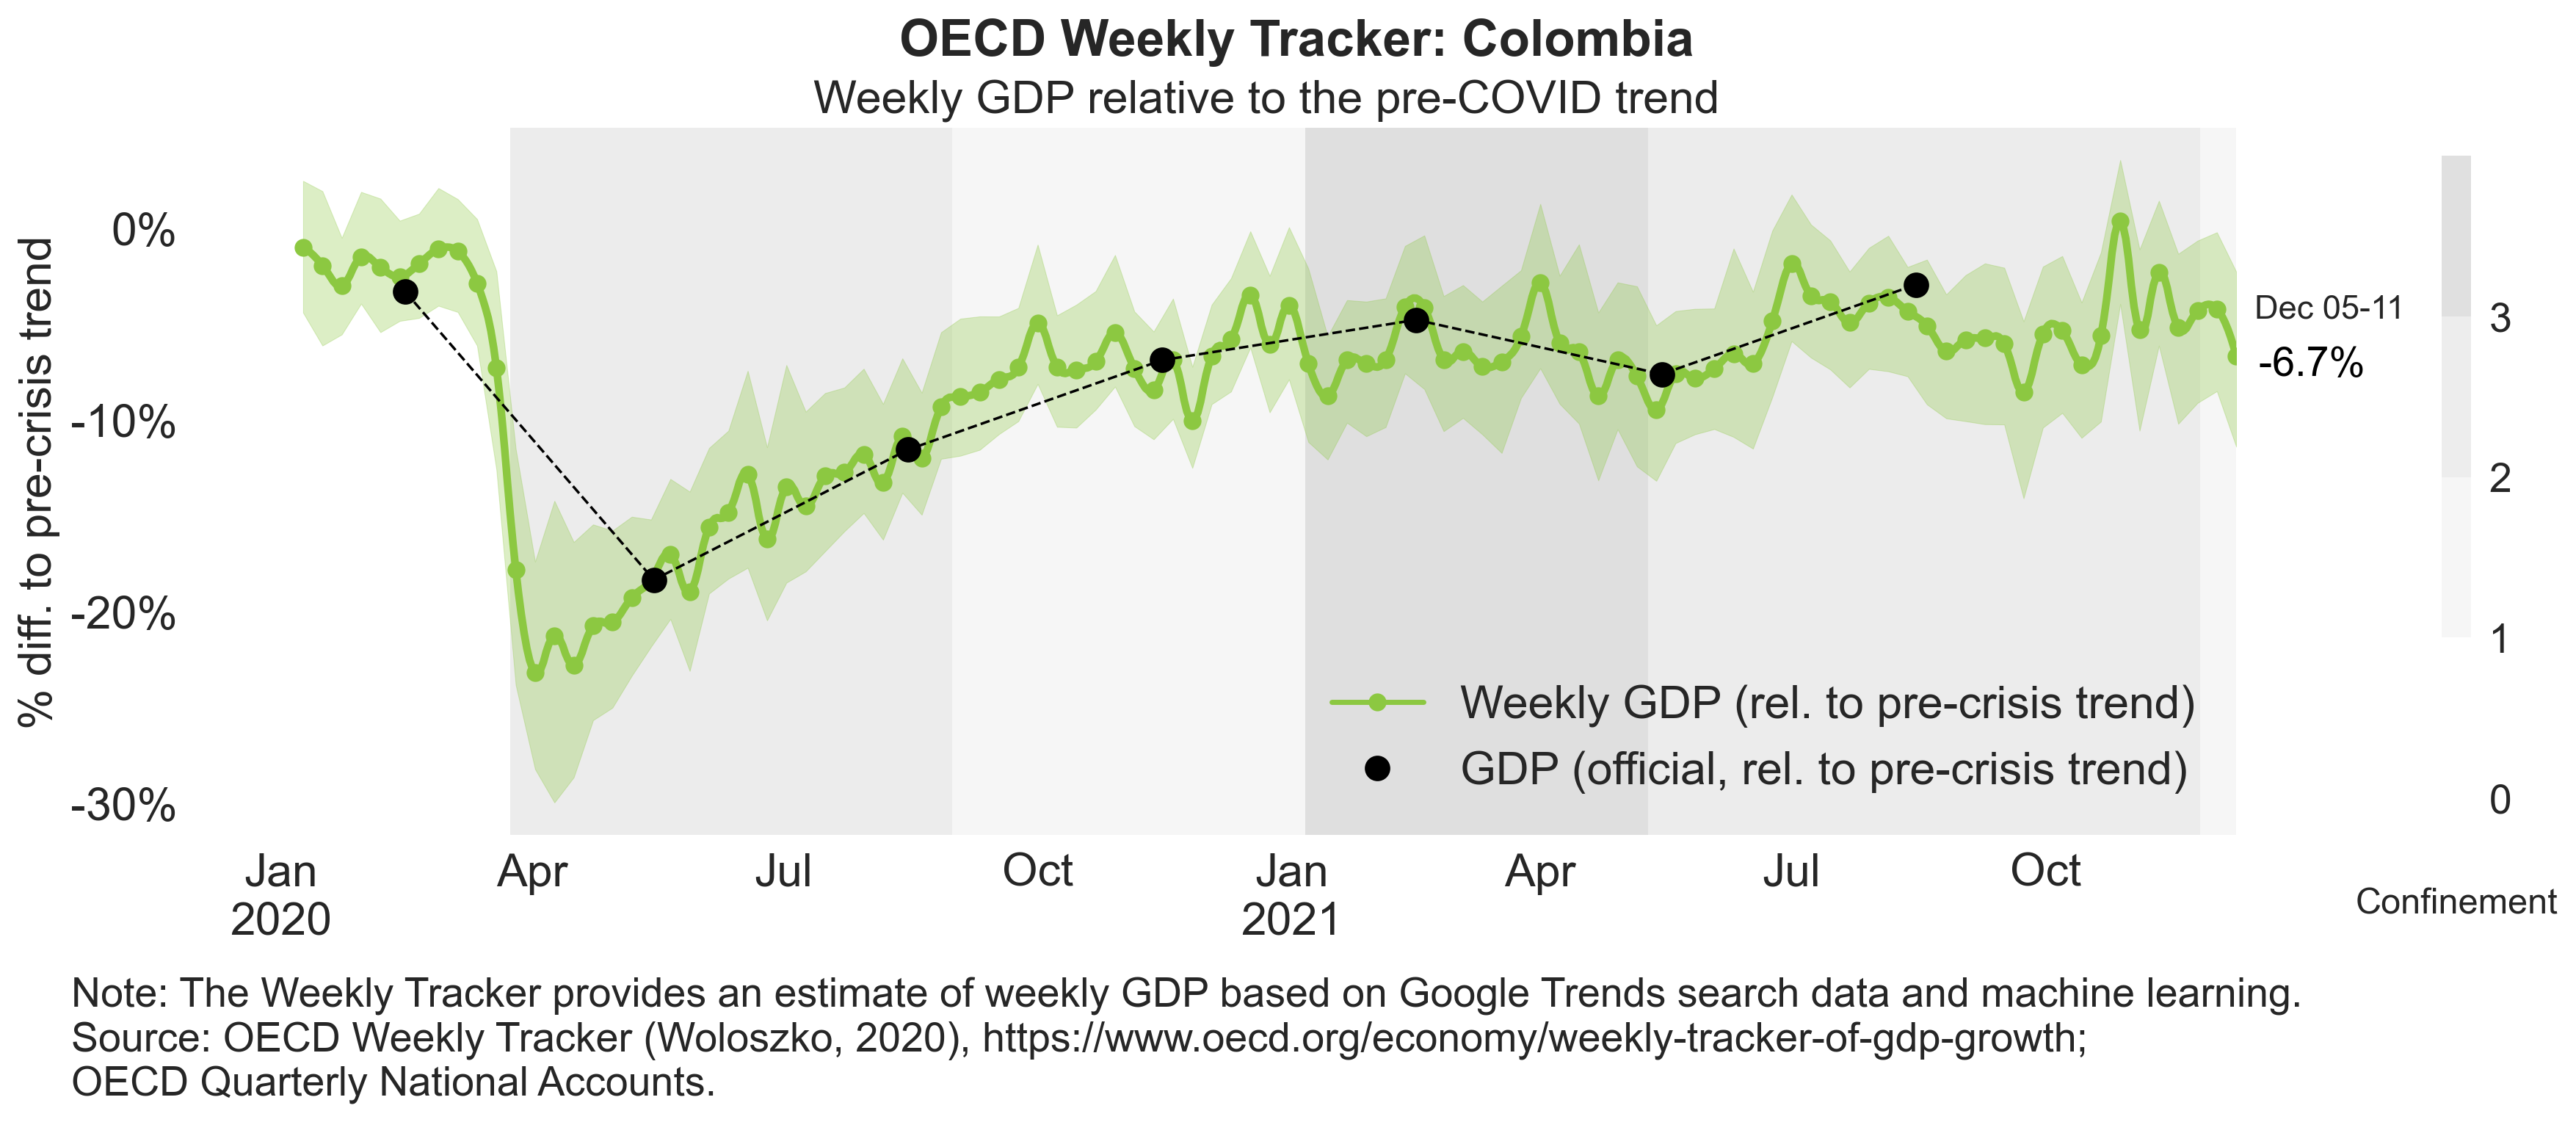 OECD Weekly Tracker: Colombia
Weekly GDP relative to the pre-COVID trend
% diff. to pre-crisis trend
0%
-10%
-20%
-30%
Dec 05-11
-6.7%
3
2
1
0
Confinement
Weekly GDP (rel. to pre-crisis trend)
GDP (official, rel. to pre-crisis trend)
Jan Apr Jul Oct Jan Apr Jul Oct
2020 2021
Note: The Weekly Tracker provides an estimate of weekly GDP based on Google Trends search data and machine learning.
Source: OECD Weekly Tracker (Woloszko, 2020), https://www.oecd.org/economy/weekly-tracker-of-gdp-growth;
OECD Quarterly National Accounts.